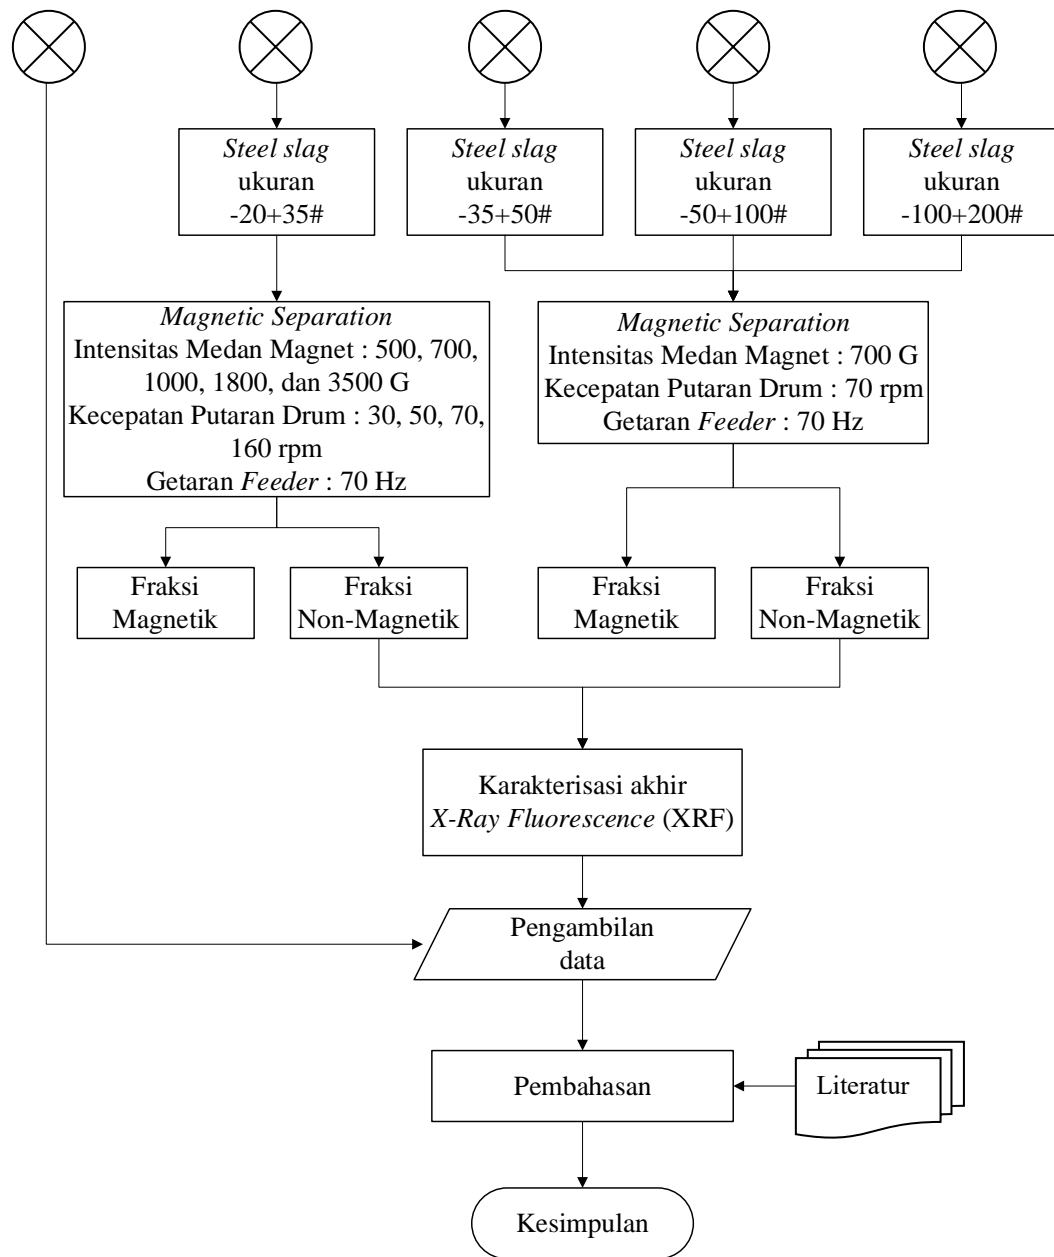 Steel slag
ukuran
-20+35#
Steel slag
ukuran
-35+50#
Steel slag
ukuran
-50+100#
Steel slag
ukuran
-100+200#
Magnetic Separation
Intensitas Medan Magnet : 500, 700,
1000, 1800, dan 3500 G
Kecepatan Putaran Drum : 30, 50, 70,
160 rpm
Getaran Feeder : 70 Hz
Magnetic Separation
Intensitas Medan Magnet : 700 G
Kecepatan Putaran Drum : 70 rpm
Getaran Feeder : 70 Hz
Fraksi
Magnetik
Fraksi
Non-Magnetik
Fraksi
Magnetik
Fraksi
Non-Magnetik
Karakterisasi akhir
X-Ray Fluorescence (XRF)
Pengambilan
data
Pembahasan
Literatur
Kesimpulan